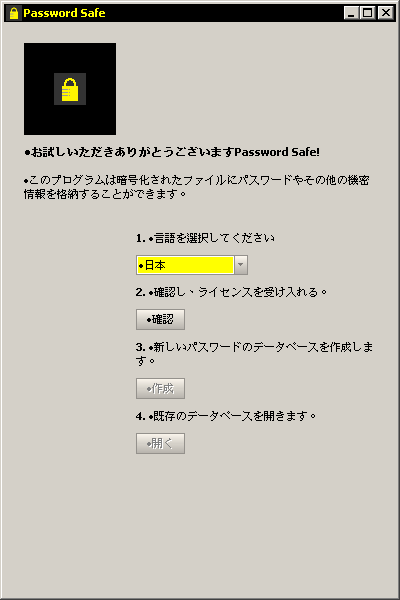 Password Safe
●お試しいただきありがとうございますPassword Safe!
●このプログラムは暗号化されたファイルにパスワードやその他の機密
情報を格納することができます。
1. ●言語を選択してください
●日本
2. ●確認し、ライセンスを受け入れる。
●確認
3. ●新しいパスワードのデータベースを作成しま
す。
●作成
4. ●既存のデータベースを開きます。
●開く